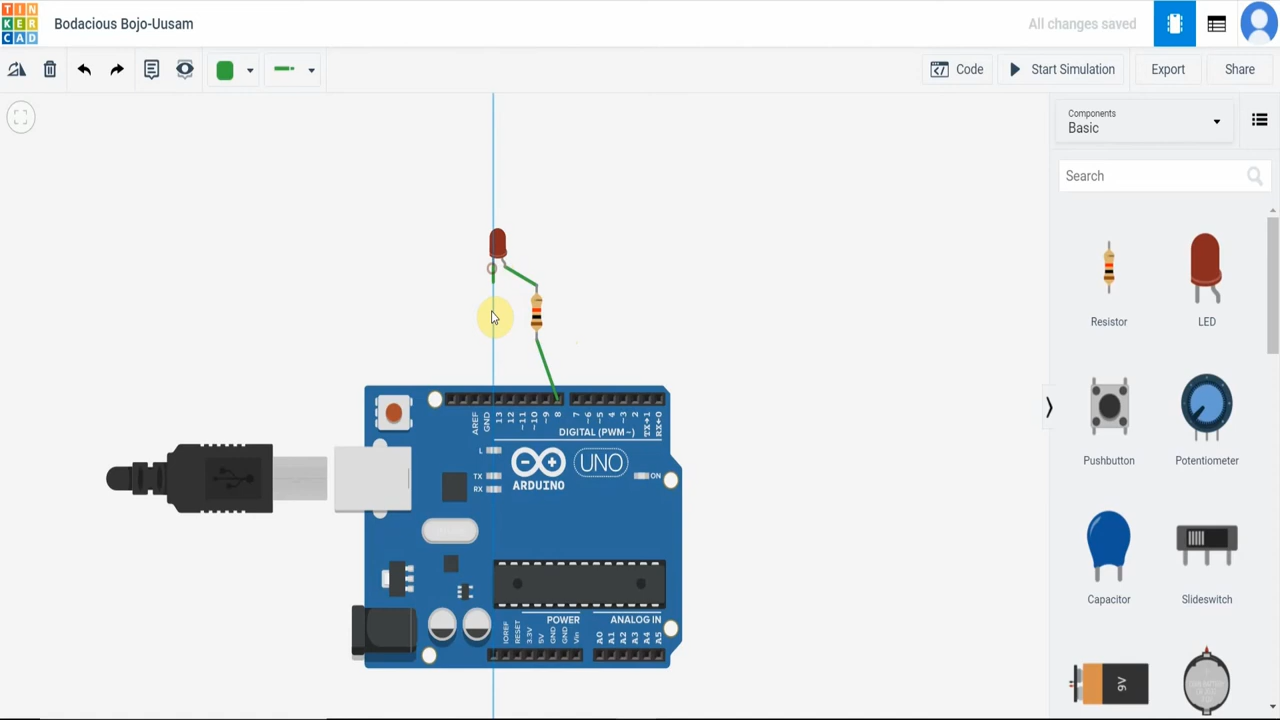 TIN
KER
CAD
Bodacious Bojo-Uusam
All changes saved
Code
Start Simulation
Export
Share
Components
Basic
Search
Resistor
LED
Pushbutton
Potentiometer
Capacitor
Slideswitch
9V
AREF
GND
13
12
~11
~10
~9
8
7
~6
~5
4
~3
2
TX→1
RX←0
DIGITAL (PWM~)
L
TX
RX
UNO
ON
ARDUINO
POWER
ANALOG IN
IOREF
RESET
3.3V
5V
GND
GND
Vin
A0
A1
A2
A3
A4
A5